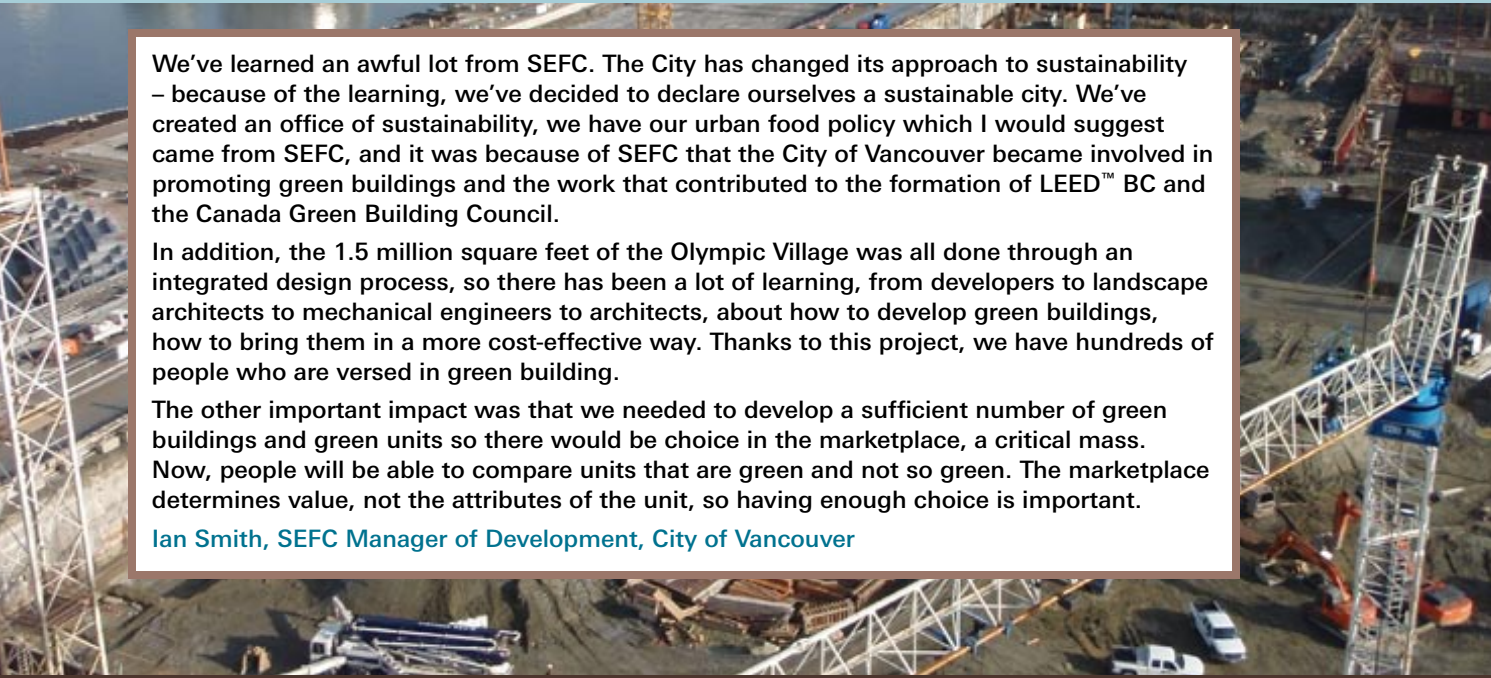 We’ve learned an awful lot from SEFC. The City has changed its approach to sustainability
– because of the learning, we’ve decided to declare ourselves a sustainable city. We’ve
created an office of sustainability, we have our urban food policy which I would suggest
came from SEFC, and it was because of SEFC that the City of Vancouver became involved in
promoting green buildings and the work that contributed to the formation of LEED™ BC and
the Canada Green Building Council.
In addition, the 1.5 million square feet of the Olympic Village was all done through an
integrated design process, so there has been a lot of learning, from developers to landscape
architects to mechanical engineers to architects, about how to develop green buildings,
how to bring them in a more cost-effective way. Thanks to this project, we have hundreds of
people who are versed in green building.
The other important impact was that we needed to develop a sufficient number of green
buildings and green units so there would be choice in the marketplace, a critical mass.
Now, people will be able to compare units that are green and not so green. The marketplace
determines value, not the attributes of the unit, so having enough choice is important.
Ian Smith, SEFC Manager of Development, City of Vancouver